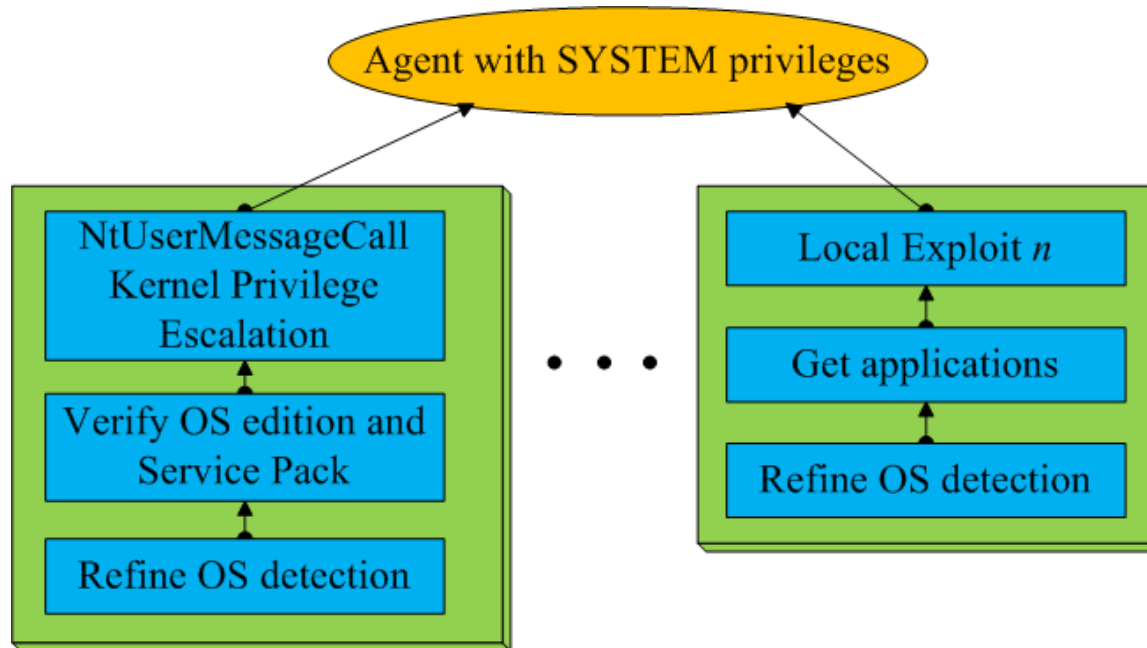 Agent with SYSTEM privileges
NtUserMessageCall
Kernel Privilege
Escalation
Verify OS edition and
Service Pack
Refine OS detection
Local Exploit n
Get applications
Refine OS detection